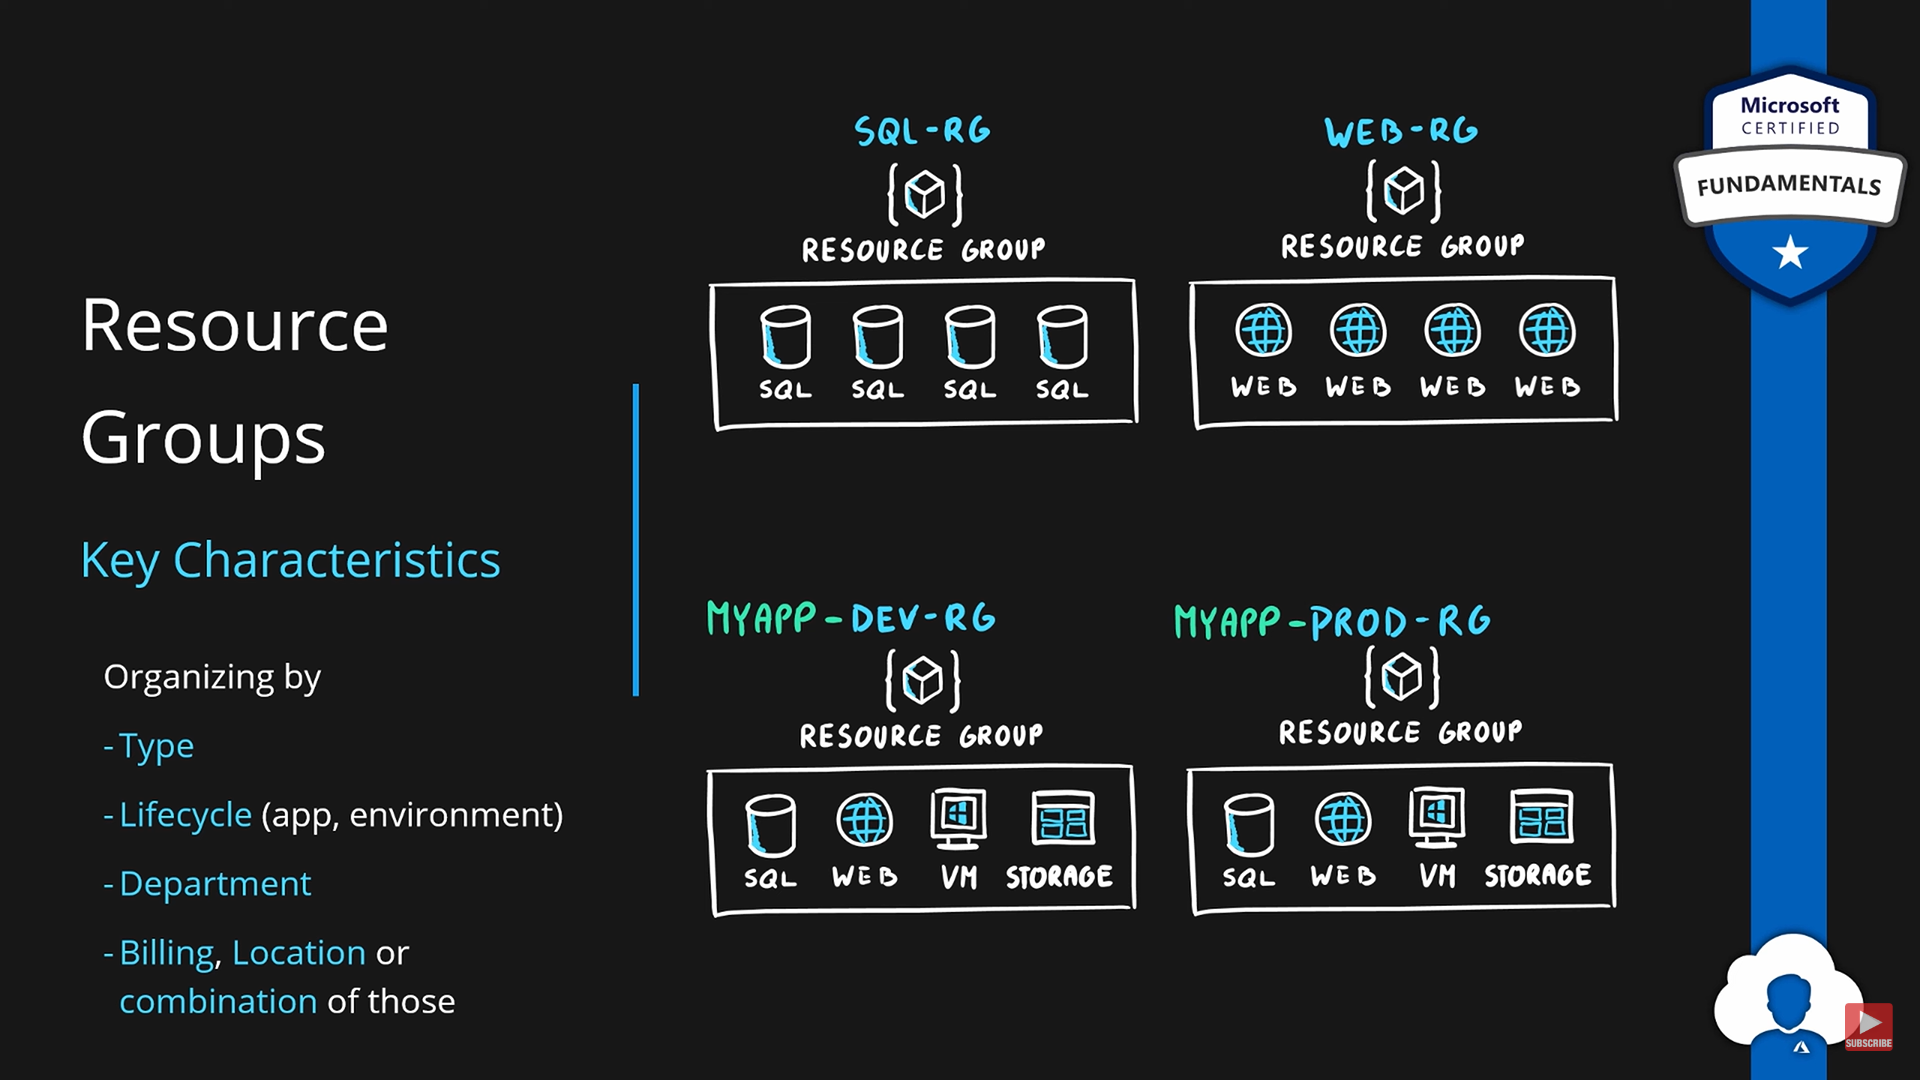 Resource
Groups
Key Characteristics
Organizing by
- Type
- Lifecycle (app, environment)
- Department
- Billing, Location or
combination of those
SQL-RG
RESOURCE GROUP
SQL SQL SQL SQL
WEB-RG
RESOURCE GROUP
WEB WEB WEB WEB
MYAPP-DEV-RG
RESOURCE GROUP
SQL WEB VM STORAGE
MYAPP-PROD-RG
RESOURCE GROUP
SQL WEB VM STORAGE
Microsoft
CERTIFIED
FUNDAMENTALS
SUBSCRIBE